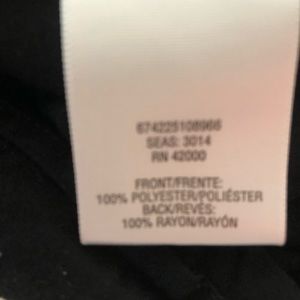 674225108966
SEAS: 3014
RN 42000
FRONT/FRENTE:
100% POLYESTER/POLIÉSTER
BACK/REVÉS:
100% RAYON/RAYÓN